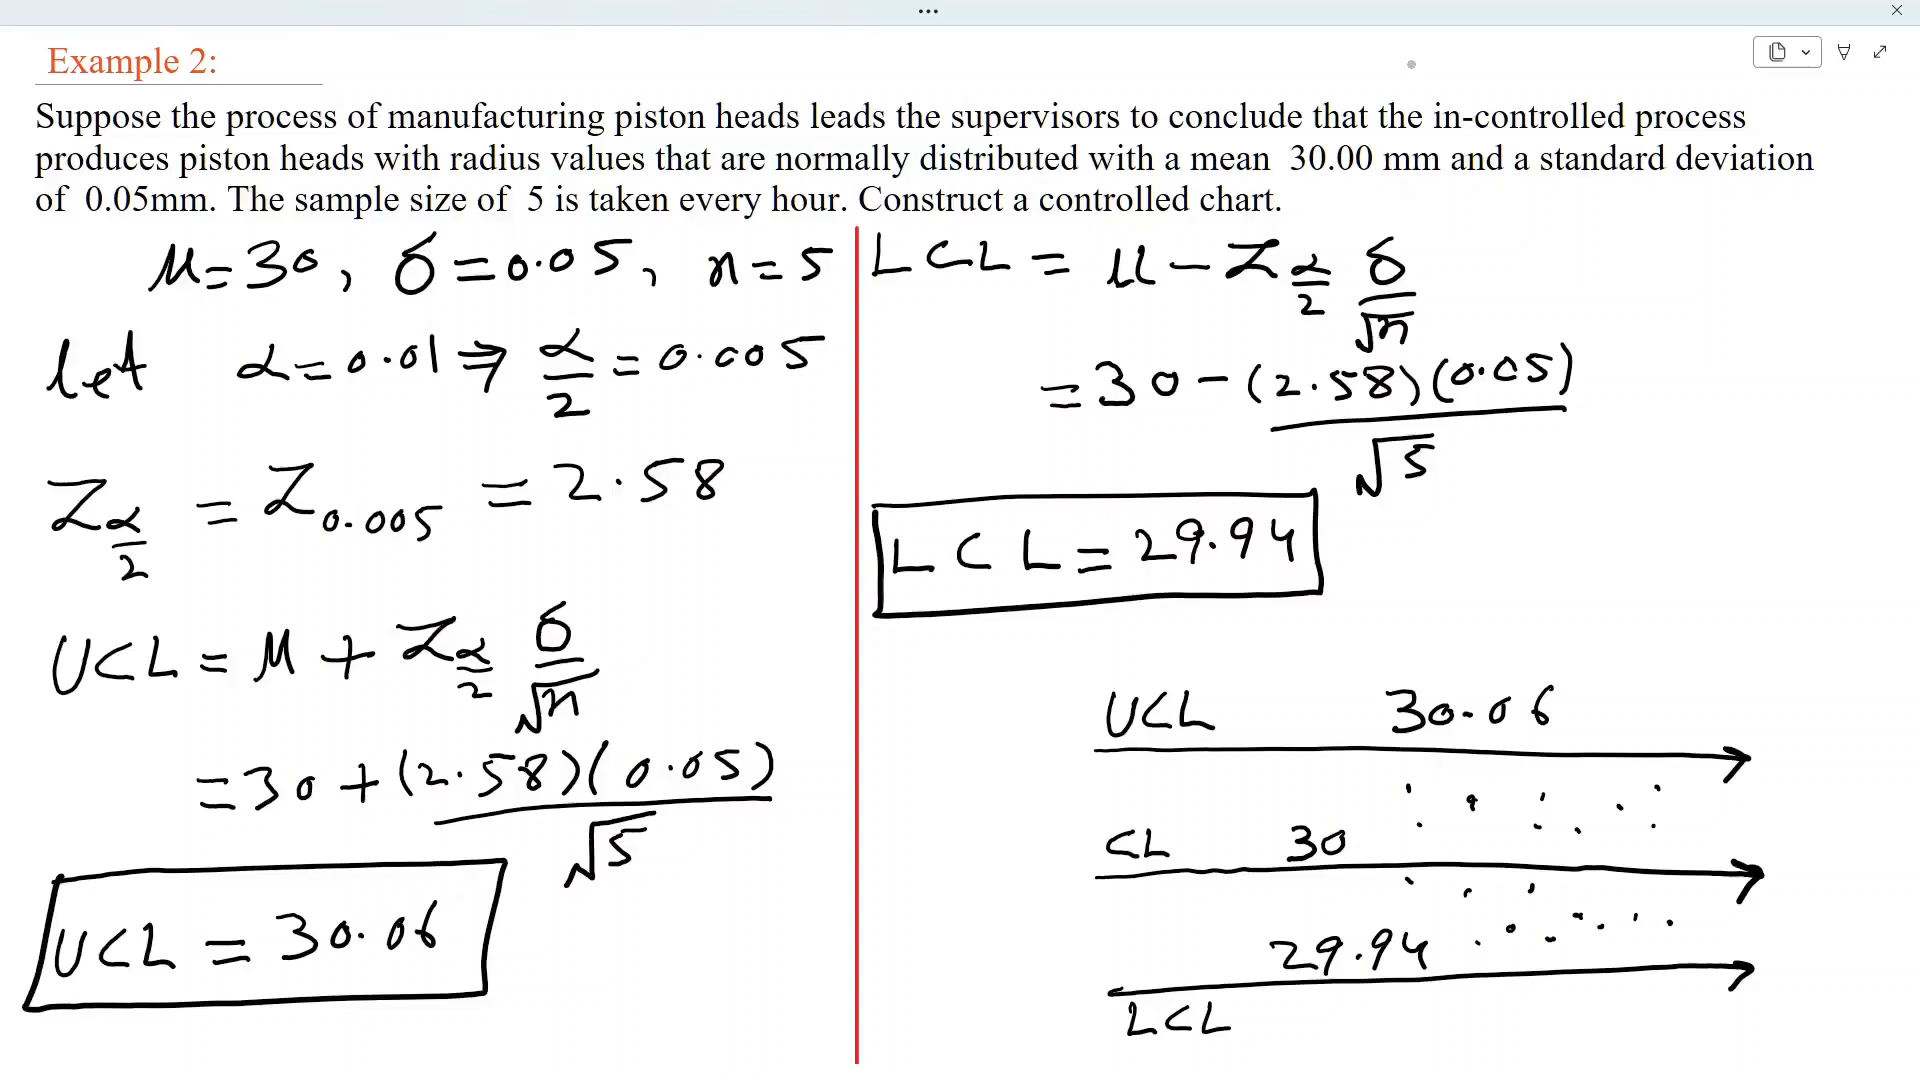 Example 2:
Suppose the process of manufacturing piston heads leads the supervisors to conclude that the in-controlled process
produces piston heads with radius values that are normally distributed with a mean 30.00 mm and a standard deviation
of 0.05mm. The sample size of 5 is taken every hour. Construct a controlled chart.
μ=30, σ=0.05, n=5
let α=0.01⇒ α/2=0.005
Zα/2 = Z0.005 = 2.58
UCL = μ + Zα/2 σ/√n
=30+(2.58)(0.05)/√5
UCL = 30.06
LCL = μ - Zα/2 σ/√n
=30-(2.58)(0.05)/√5
LCL=29.94
UCL 30.06
CL 30
29.94
LCL